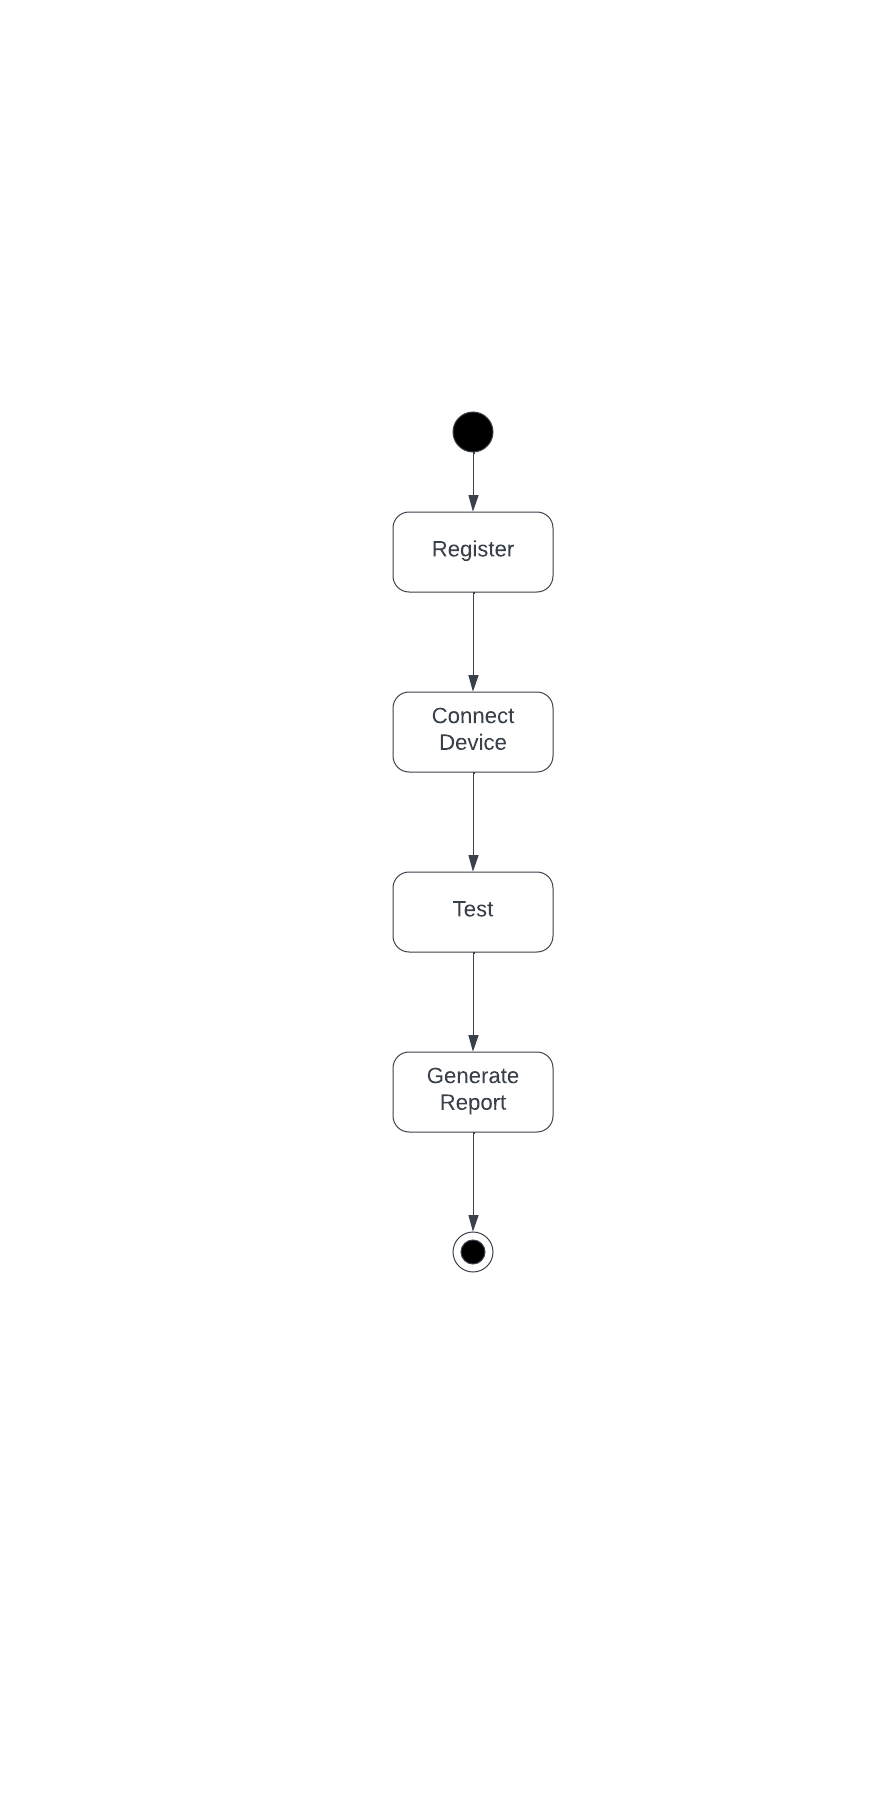 Register
Connect
Device
Test
Generate
Report